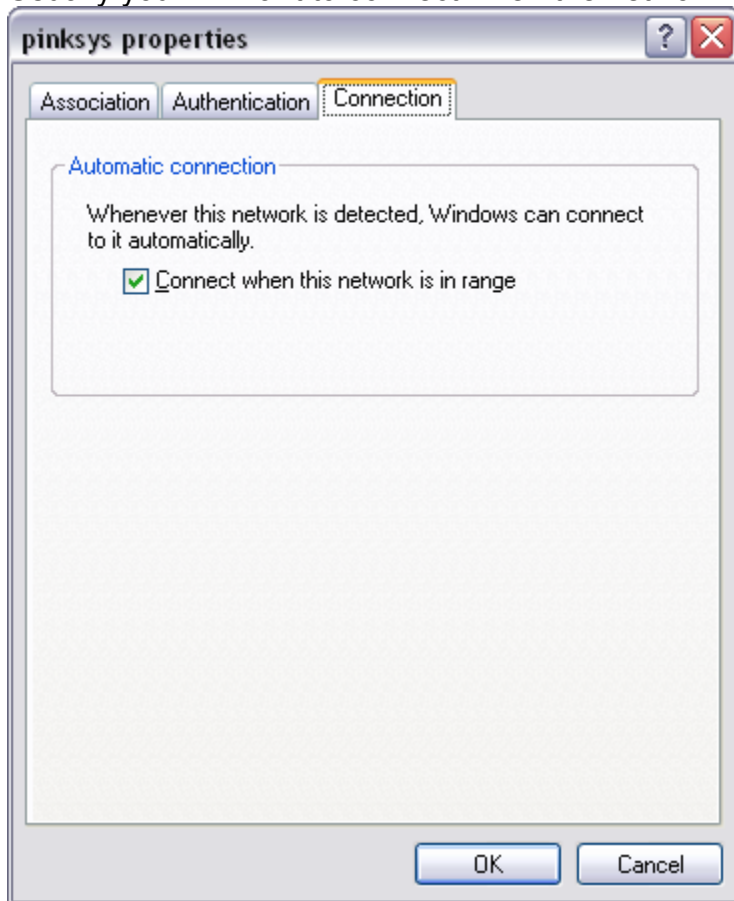 pinksys properties
?
Association Authentication Connection
Automatic connection
Whenever this network is detected, Windows can connect
to it automatically.
Connect when this network is in range
OK Cancel